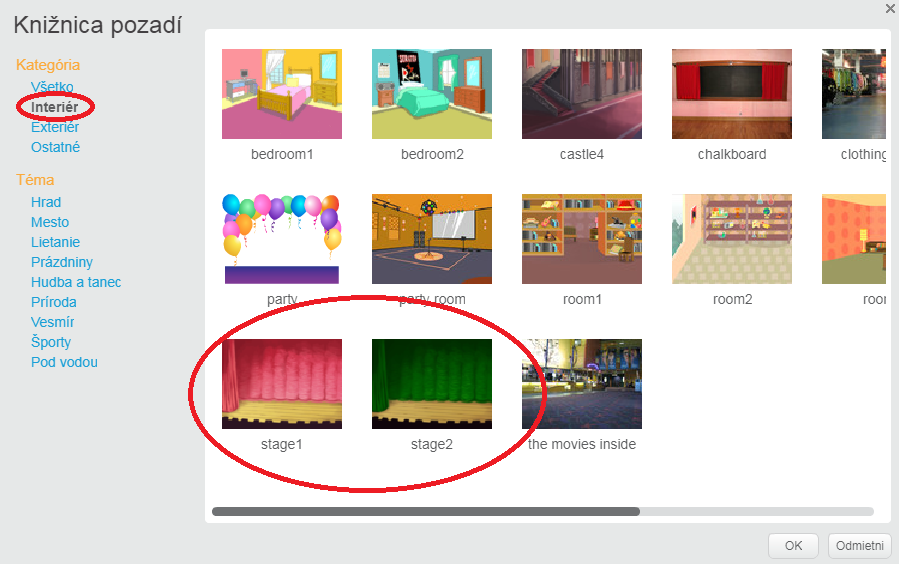 Knižnica pozadí
Kategória
Všetko
Interiér
Exteriér
Ostatné
Téma
Hrad
Mesto
Lietanie
Prázdniny
Hudba a tanec
Príroda
Vesmír
Športy
Pod vodou
bedroom1
bedroom2
castle4
chalkboard
clothing
party
party room
room1
room2
roor
stage1
stage2
the movies inside
OK
Odmietni